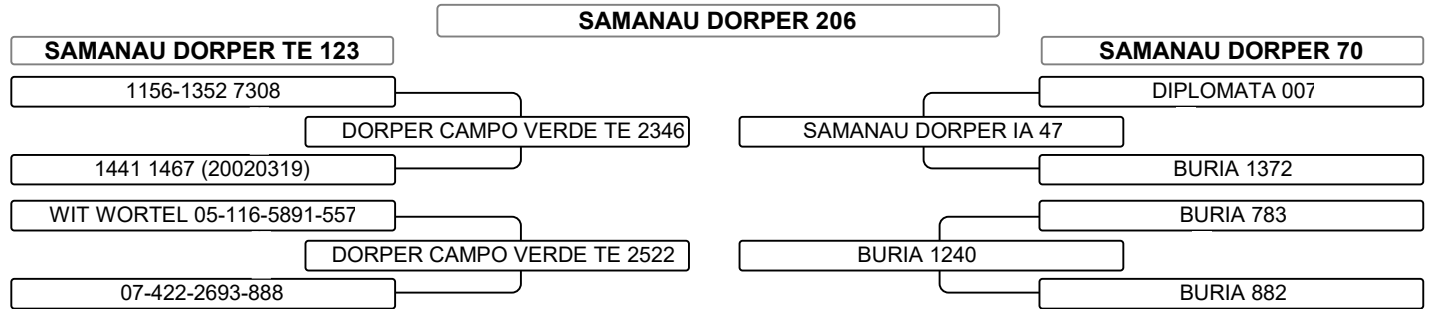 SAMANAU DORPER 206
SAMANAU DORPER TE 123
SAMANAU DORPER 70
1156-1352 7308
DIPLOMATA 007
DORPER CAMPO VERDE TE 2346
SAMANAU DORPER IA 47
1441 1467 (20020319)
BURIA 1372
WIT WORTEL 05-116-5891-557
BURIA 783
DORPER CAMPO VERDE TE 2522
BURIA 1240
07-422-2693-888
BURIA 882